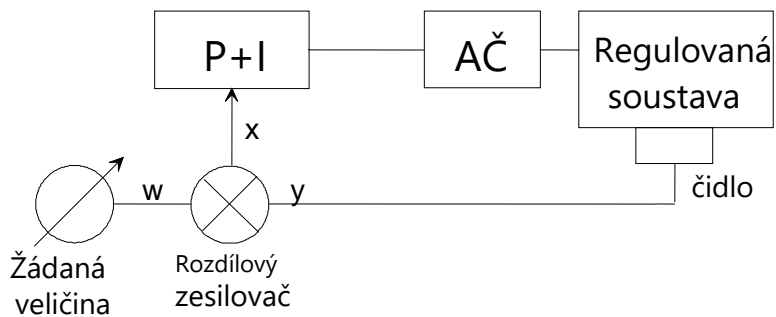 P+I
AČ
Regulovaná
soustava
x
w
y
čidlo
Žádaná
veličina
Rozdílový
zesilovač